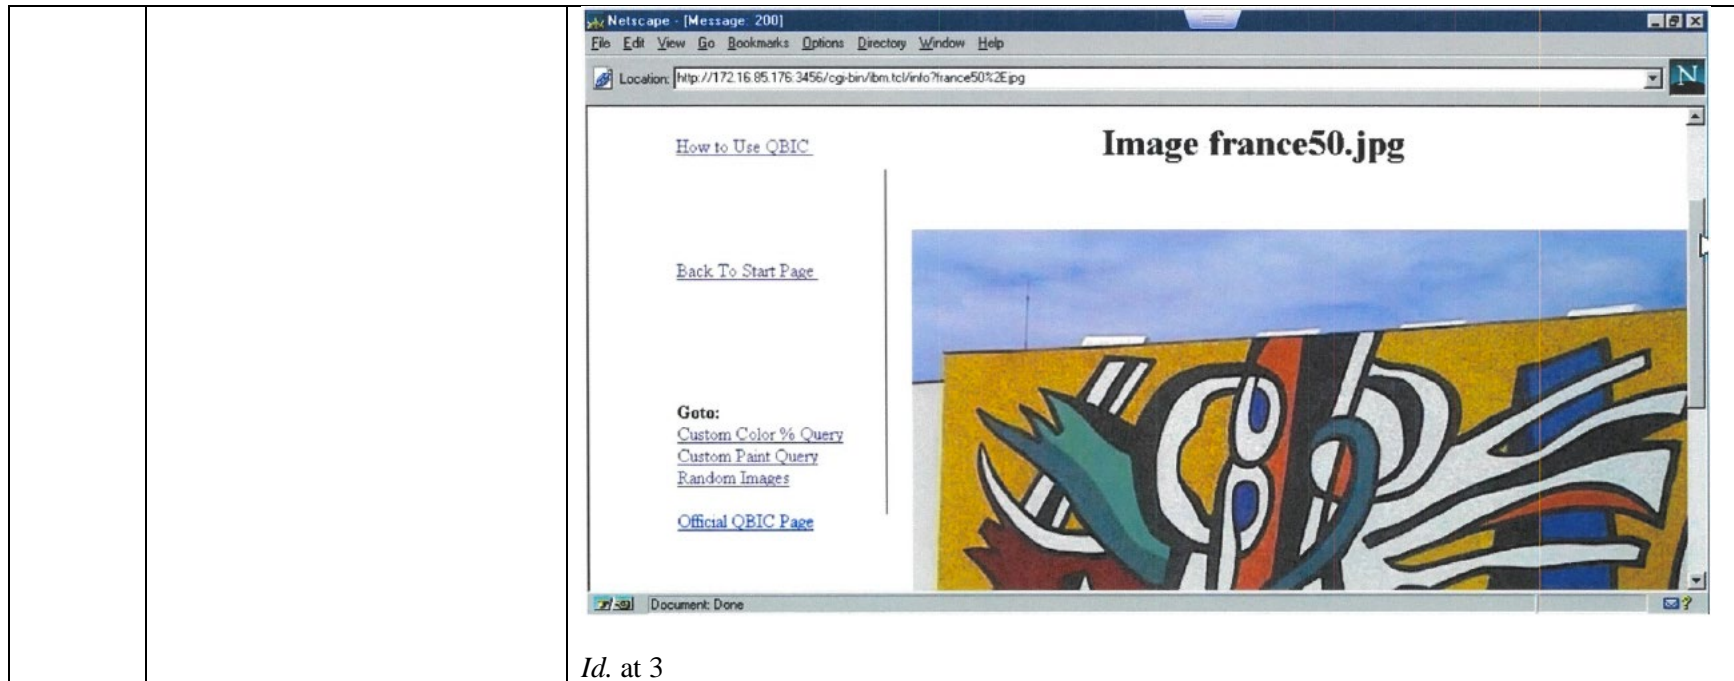 Netscape - [Message: 200]
File Edit View Go Bookmarks Options Directory Window Help
Location: http://172.16.85.176:3456/cgi-bin/ibm.tcl/info?france50%2Ejpg
N
How to Use QBIC
Image france50.jpg
Back To Start Page
Goto:
Custom Color % Query
Custom Paint Query
Random Images
Official QBIC Page
Document: Done
Id. at 3